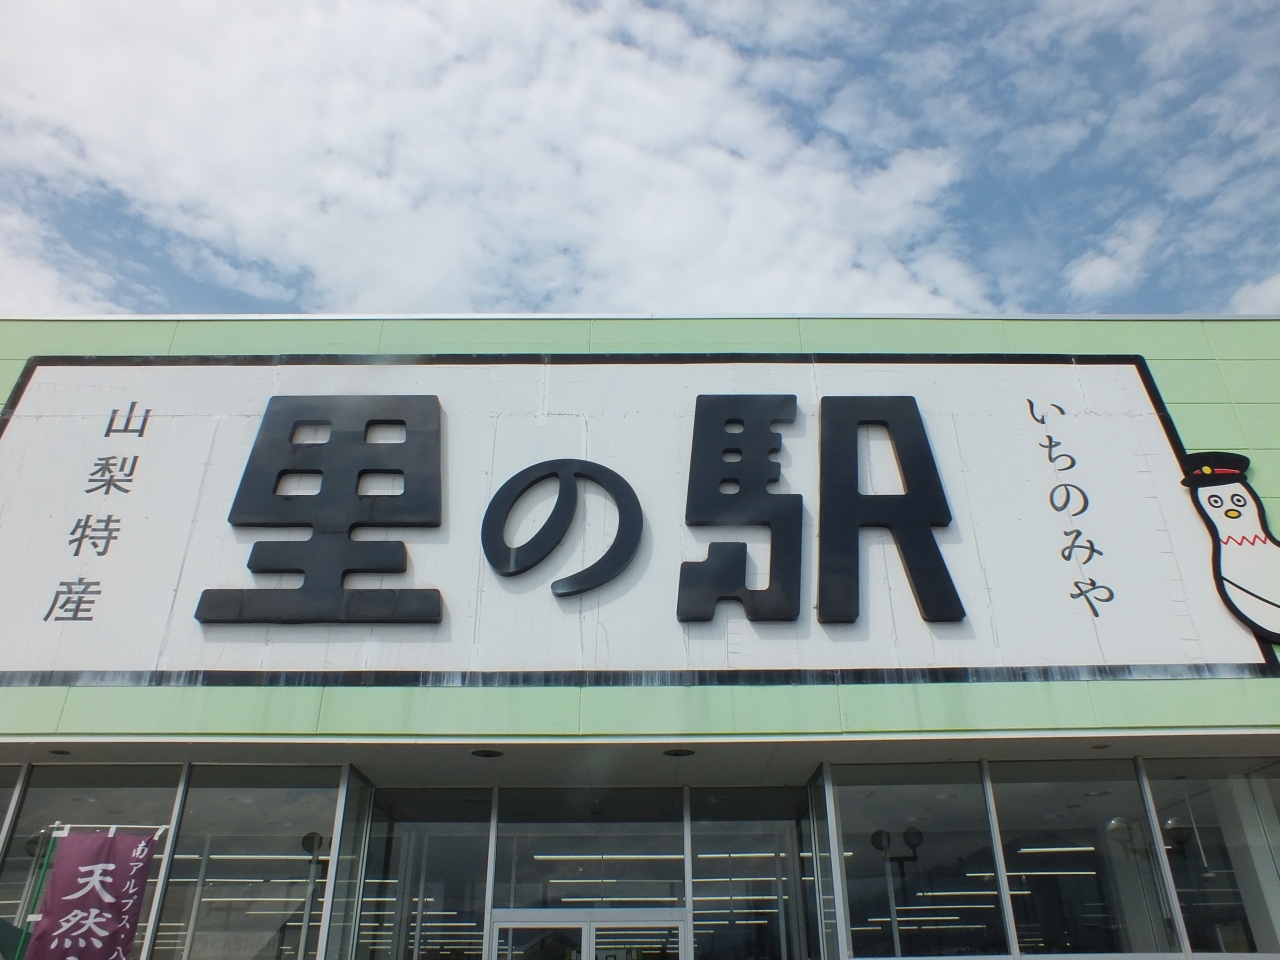 山梨特産
里の駅
いちのみや
南アルプス、八
天然